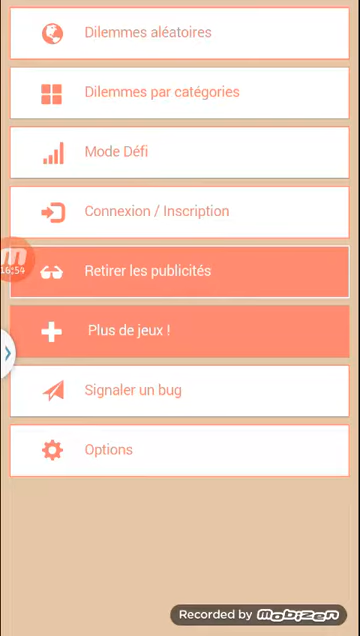 Dilemmes aléatoires
Dilemmes par catégories
Mode Défi
Connexion / Inscription
Retirer les publicités
16:54
Plus de jeux !
Signaler un bug
Options
Recorded by mobizen